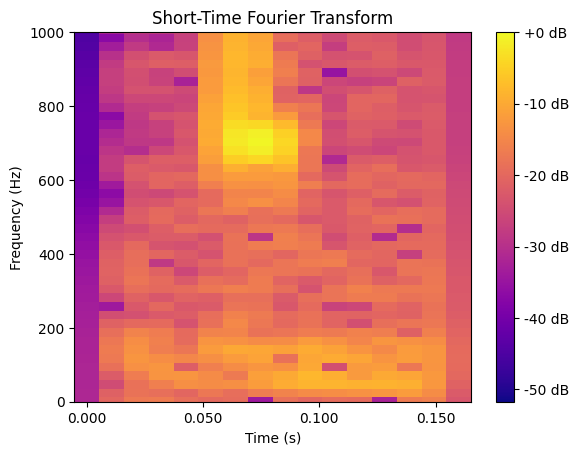 Short-Time Fourier Transform
1000
800
600
400
200
0
Frequency (Hz)
0.000
0.050
0.100
0.150
Time (s)
+0 dB
-10 dB
-20 dB
-30 dB
-40 dB
-50 dB